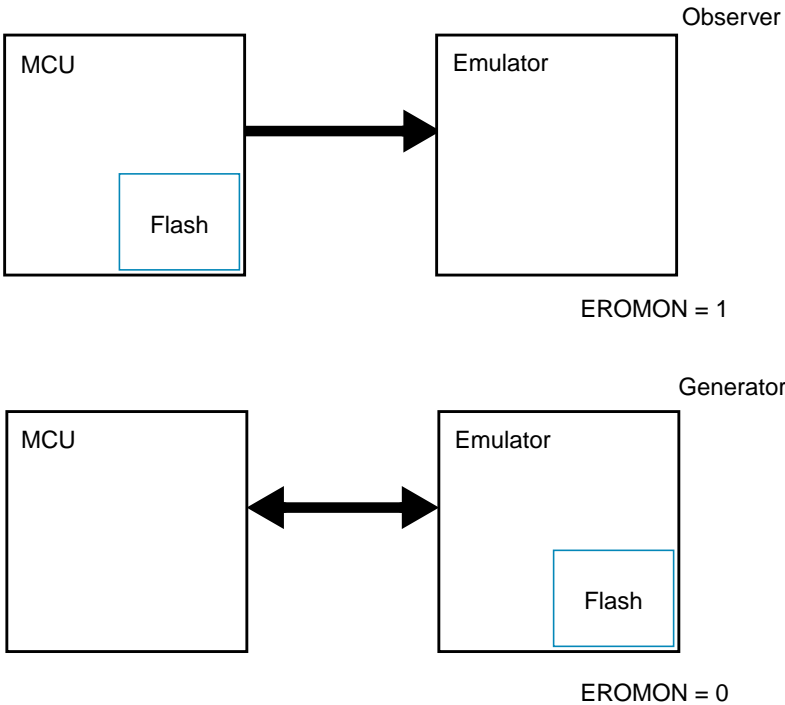 Observer
MCU
Emulator
Flash
EROMON = 1
Generator
MCU
Emulator
Flash
EROMON = 0